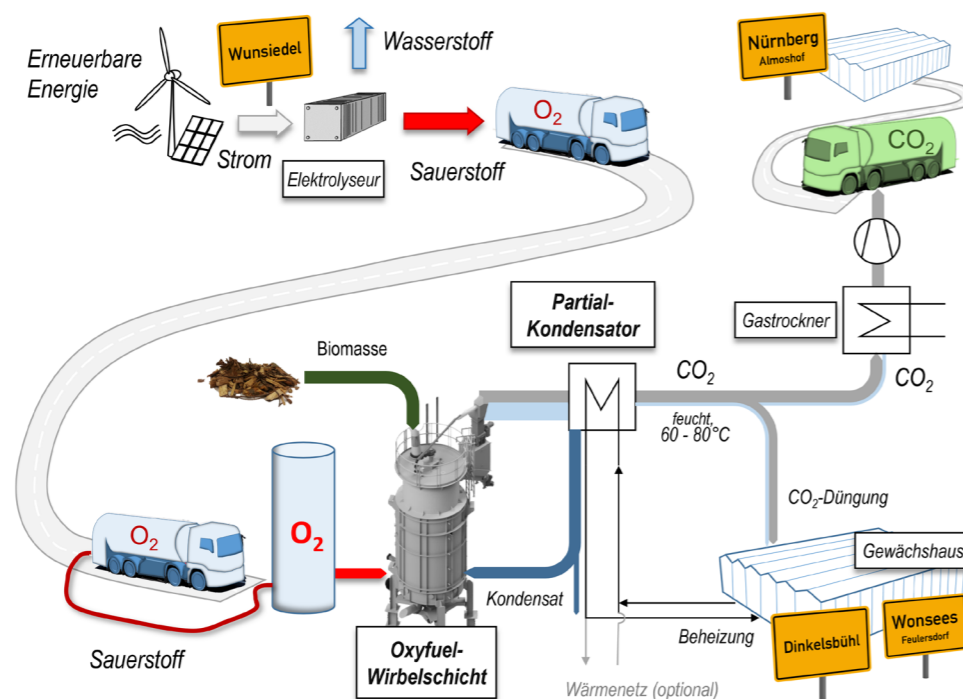 Erneuerbare
Energie
Wunsiedel
Wasserstoff
Strom
Elektrolyseur
Sauerstoff
O2
Nürnberg
Almoshof
CO2
Gastrockner
Partial-
Kondensator
CO2
CO2
feucht,
60 - 80°C
Biomasse
O2
O2
Sauerstoff
Kondensat
Oxyfuel-
Wirbelschicht
CO2-Düngung
Gewächshaus
Beheizung
Dinkelsbühl
Wonsees
Feulersdorf
Wärmenetz (optional)